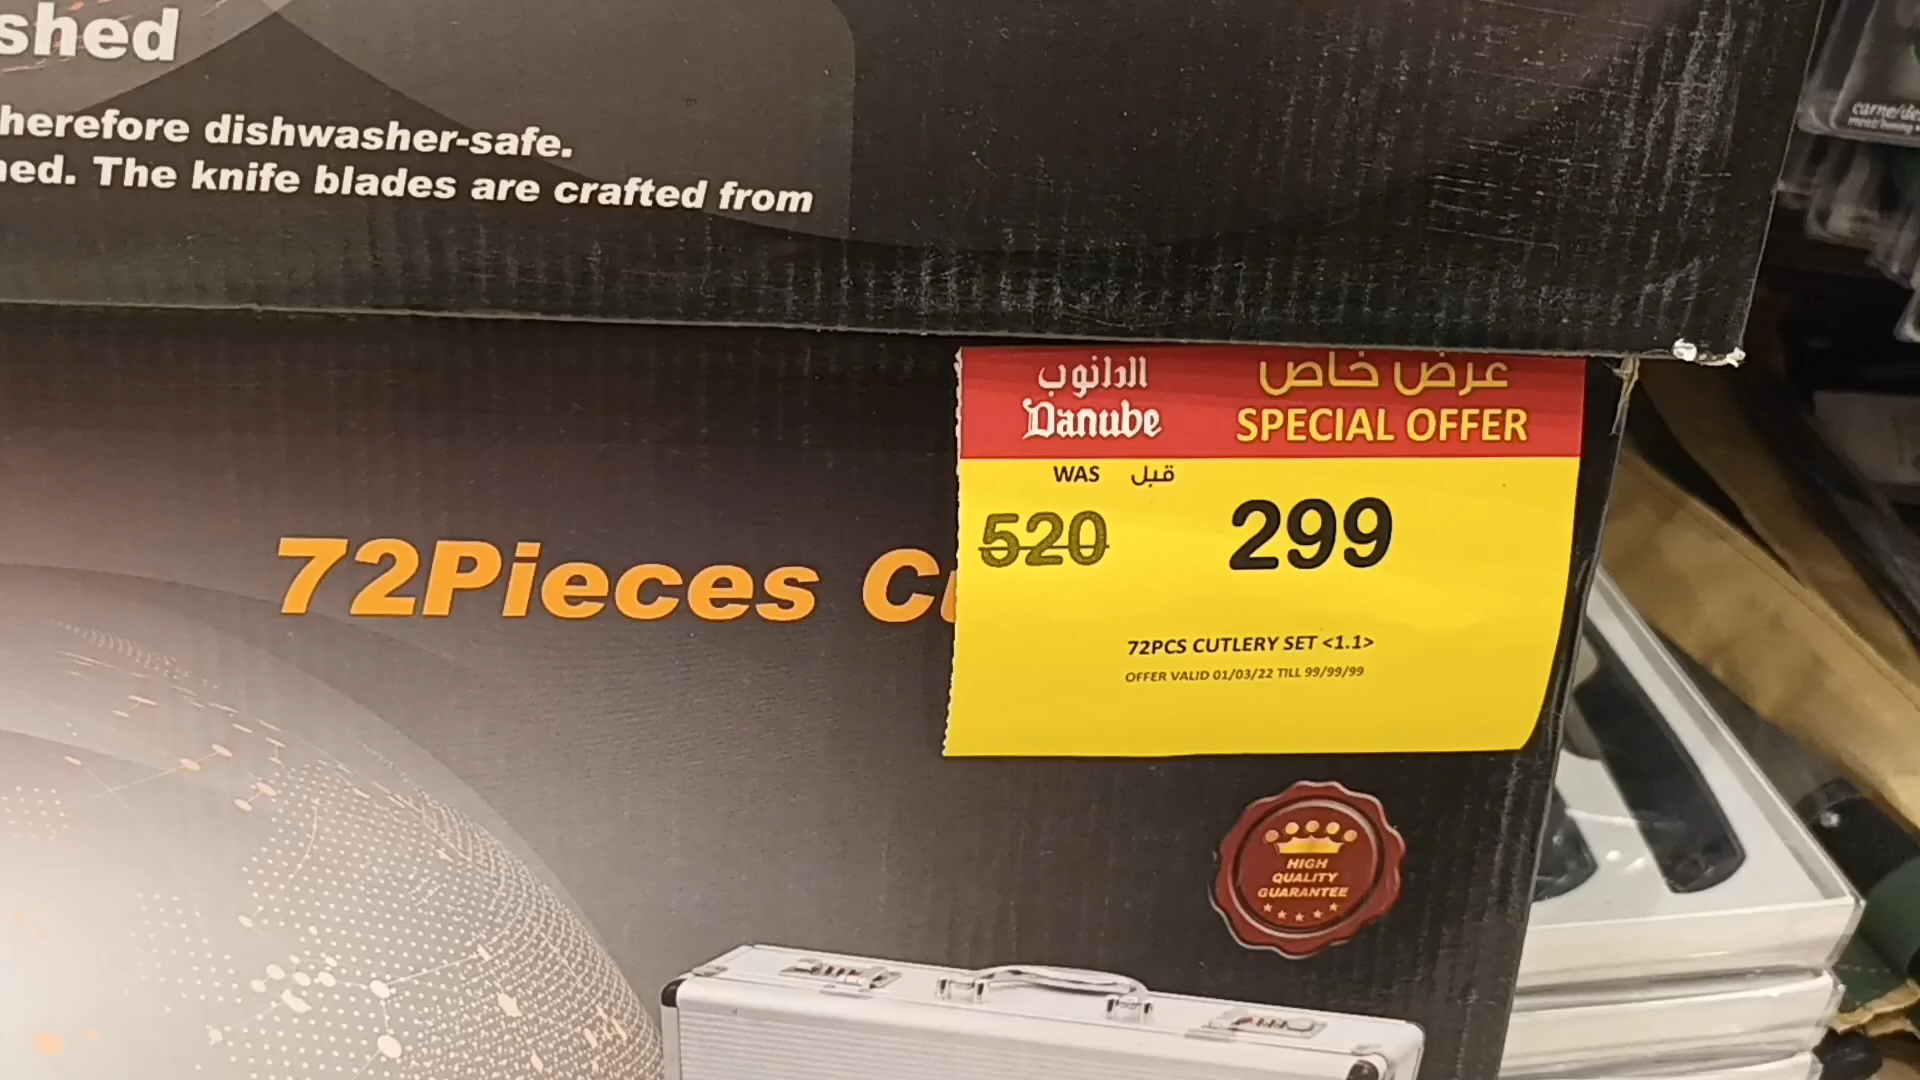 shed
herefore dishwasher-safe.
ned. The knife blades are crafted from
الدانوب
عرض خاص
Danube
SPECIAL OFFER
WAS قبل
520
299
72Pieces
72PCS CUTLERY SET <1.1>
OFFER VALID 01/03/22 TILL 99/99/99
HIGH
QUALITY
GUARANTEE